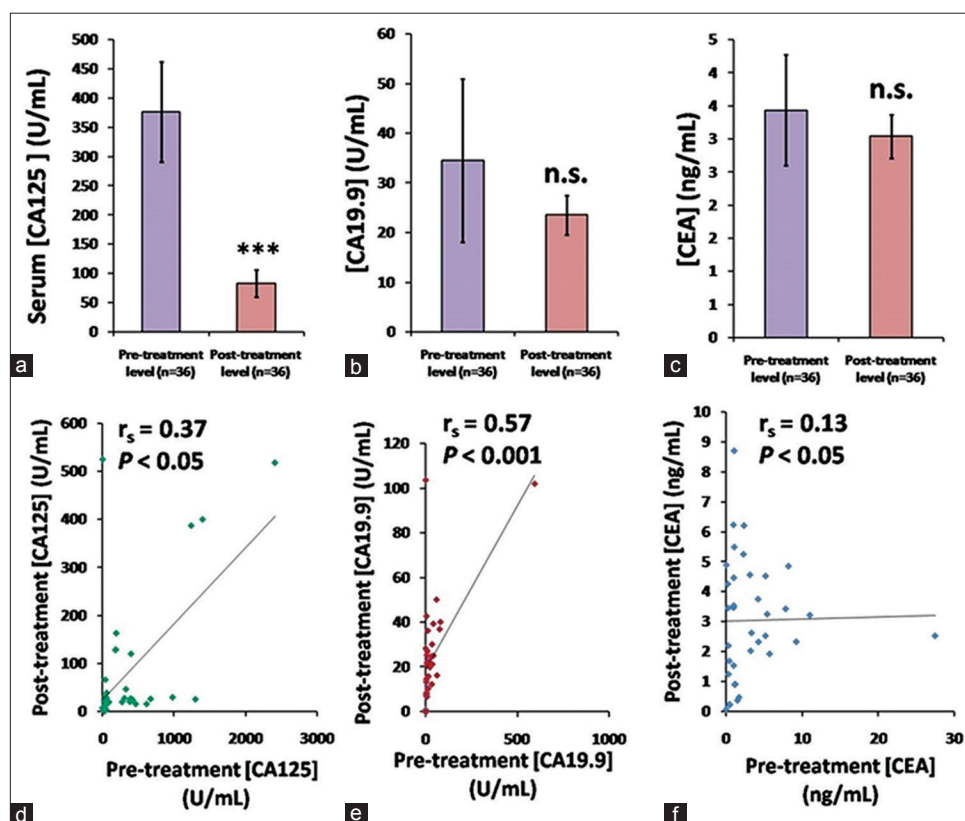 Serum [CA125] (U/mL)
500
450
400
350
300
250
200
150
100
50
0
***
Pre-treatment level (n=36)
Post-treatment level (n=36)
a
[CA19.9] (U/mL)
60
50
40
30
20
10
0
n.s.
Pre-treatment level (n=36)
Post-treatment level (n=36)
b
[CEA] (ng/mL)
5
4
4
3
3
2
2
1
1
0
n.s.
Pre-treatment level (n=36)
Post-treatment level (n=36)
c
Post-treatment [CA125] (U/mL)
600
500
400
300
200
100
0
rs = 0.37
P < 0.05
0 1000 2000 3000
Pre-treatment [CA125]
(U/mL)
d
Post-treatment [CA19.9] (U/mL)
120
100
80
60
40
20
0
rs = 0.57
P < 0.001
0 500 1000
Pre-treatment [CA19.9]
(U/mL)
e
Post-treatment [CEA] (ng/mL)
10
9
8
7
6
5
4
3
2
1
0
rs = 0.13
P < 0.05
0 10 20 30
Pre-treatment [CEA]
(ng/mL)
f